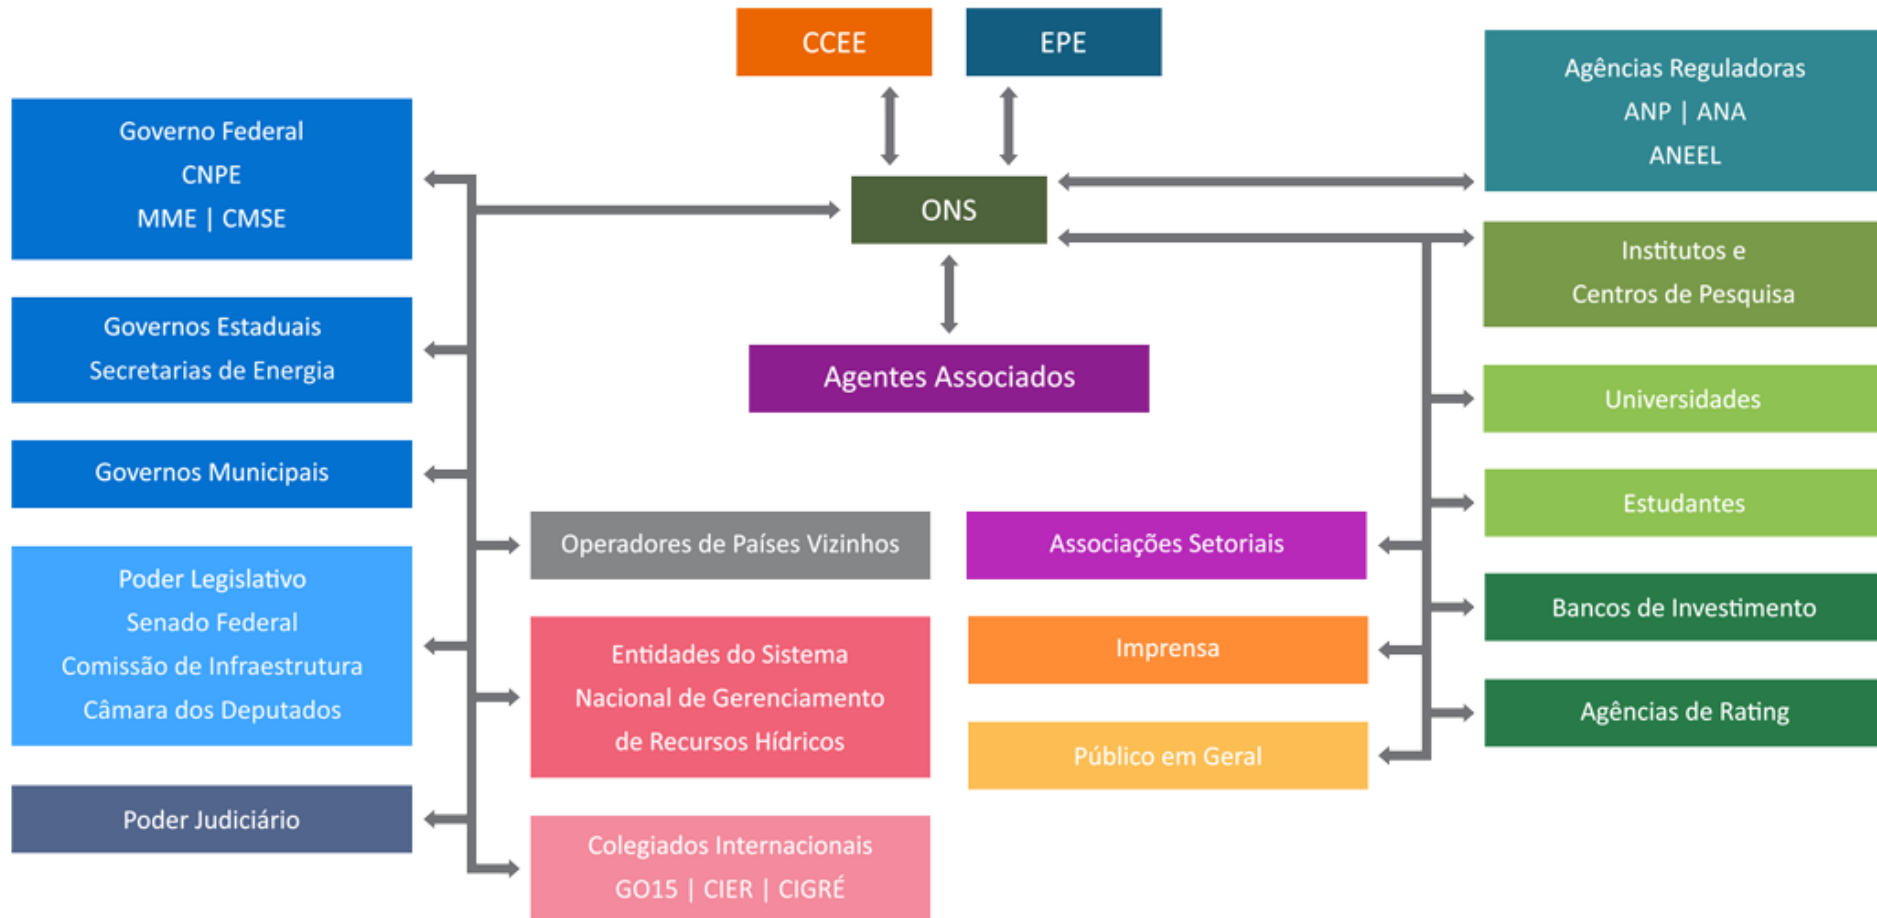 CCEE
EPE
Agências Reguladoras
ANP | ANA
ANEEL
Governo Federal
CNPE
MME | CMSE
ONS
Institutos e
Centros de Pesquisa
Governos Estaduais
Secretarias de Energia
Agentes Associados
Universidades
Governos Municipais
Estudantes
Operadores de Países Vizinhos
Associações Setoriais
Poder Legislativo
Senado Federal
Comissão de Infraestrutura
Câmara dos Deputados
Bancos de Investimento
Entidades do Sistema
Nacional de Gerenciamento
de Recursos Hídricos
Imprensa
Agências de Rating
Público em Geral
Poder Judiciário
Colegiados Internacionais
GO15 | CIER | CIGRÉ